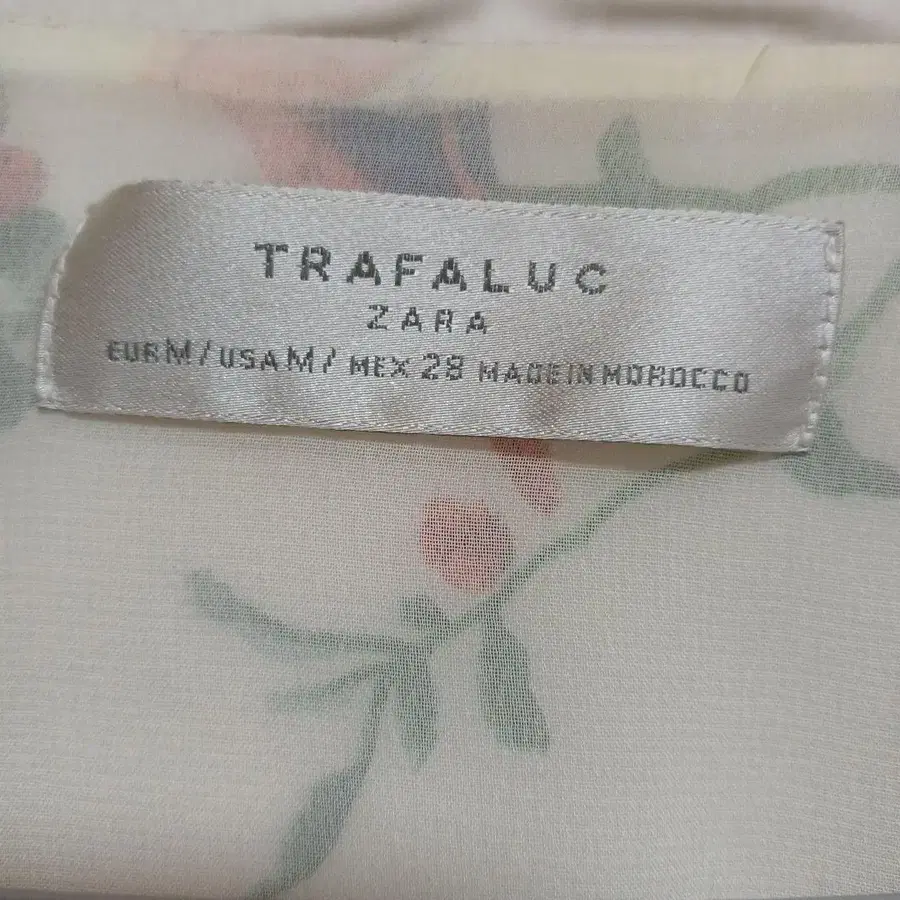 TRAFALUC
ZARA
EUR M / USA M / MEX 28 MADE IN MOROCCO